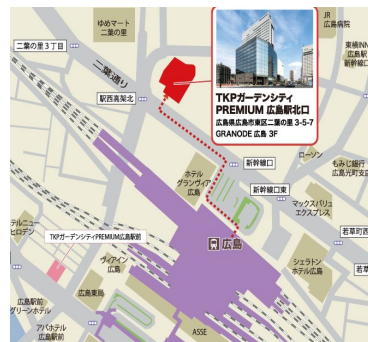 ゆめマート
二葉の里
JR
広島病院
二葉の里3丁目
二葉通り
東横INN
広島駅
新幹線口
駅西高架北
TKPガーデンシティ
PREMIUM 広島駅北口
広島県広島市東区二葉の里 3-5-7
GRANODE 広島 3F
ローソン
新幹線口
もみじ銀行
広島光町支店
ホテル
グランヴィア
広島
新幹線口東
マックスバリュ
エクスプレス
若草町西
テルニュー
ヒロデン
TKPガーデンシティPREMIUM広島駅前
広島
ヴィアイン
広島
シェラトン
ホテル広島
若草
広島東局
広島駅前
グリーンホテル
アパホテル
広島駅前
ASSE